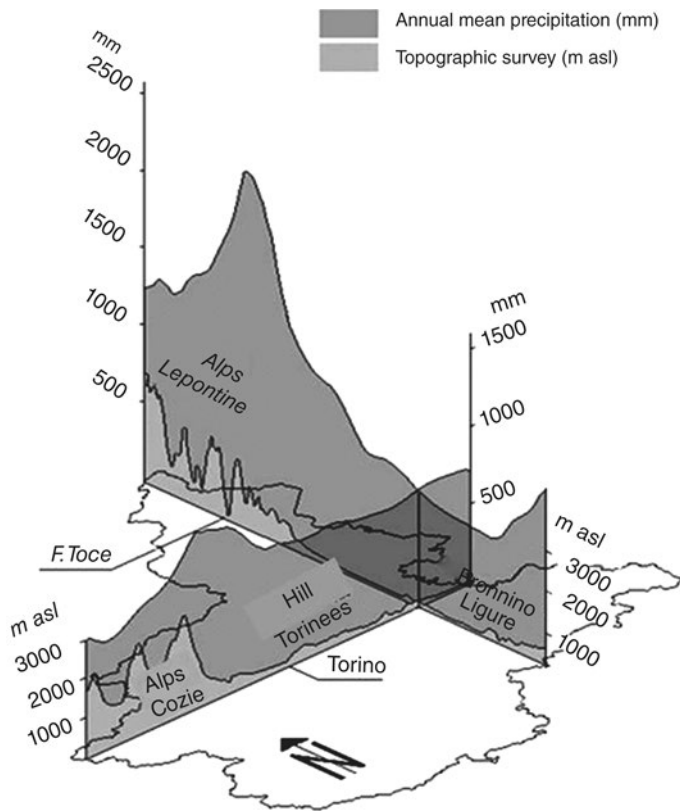 Annual mean precipitation (mm)
Topographic survey (m asl)
mm
2500
2000
1500
1000
500
Alps
Lepontine
F.Toce
mm
1500
1000
500
m asl
3000
2000
1000
Bronnino
Ligure
Hill
Torinees
Torino
m asl
3000
2000
1000
Alps
Cozie
N